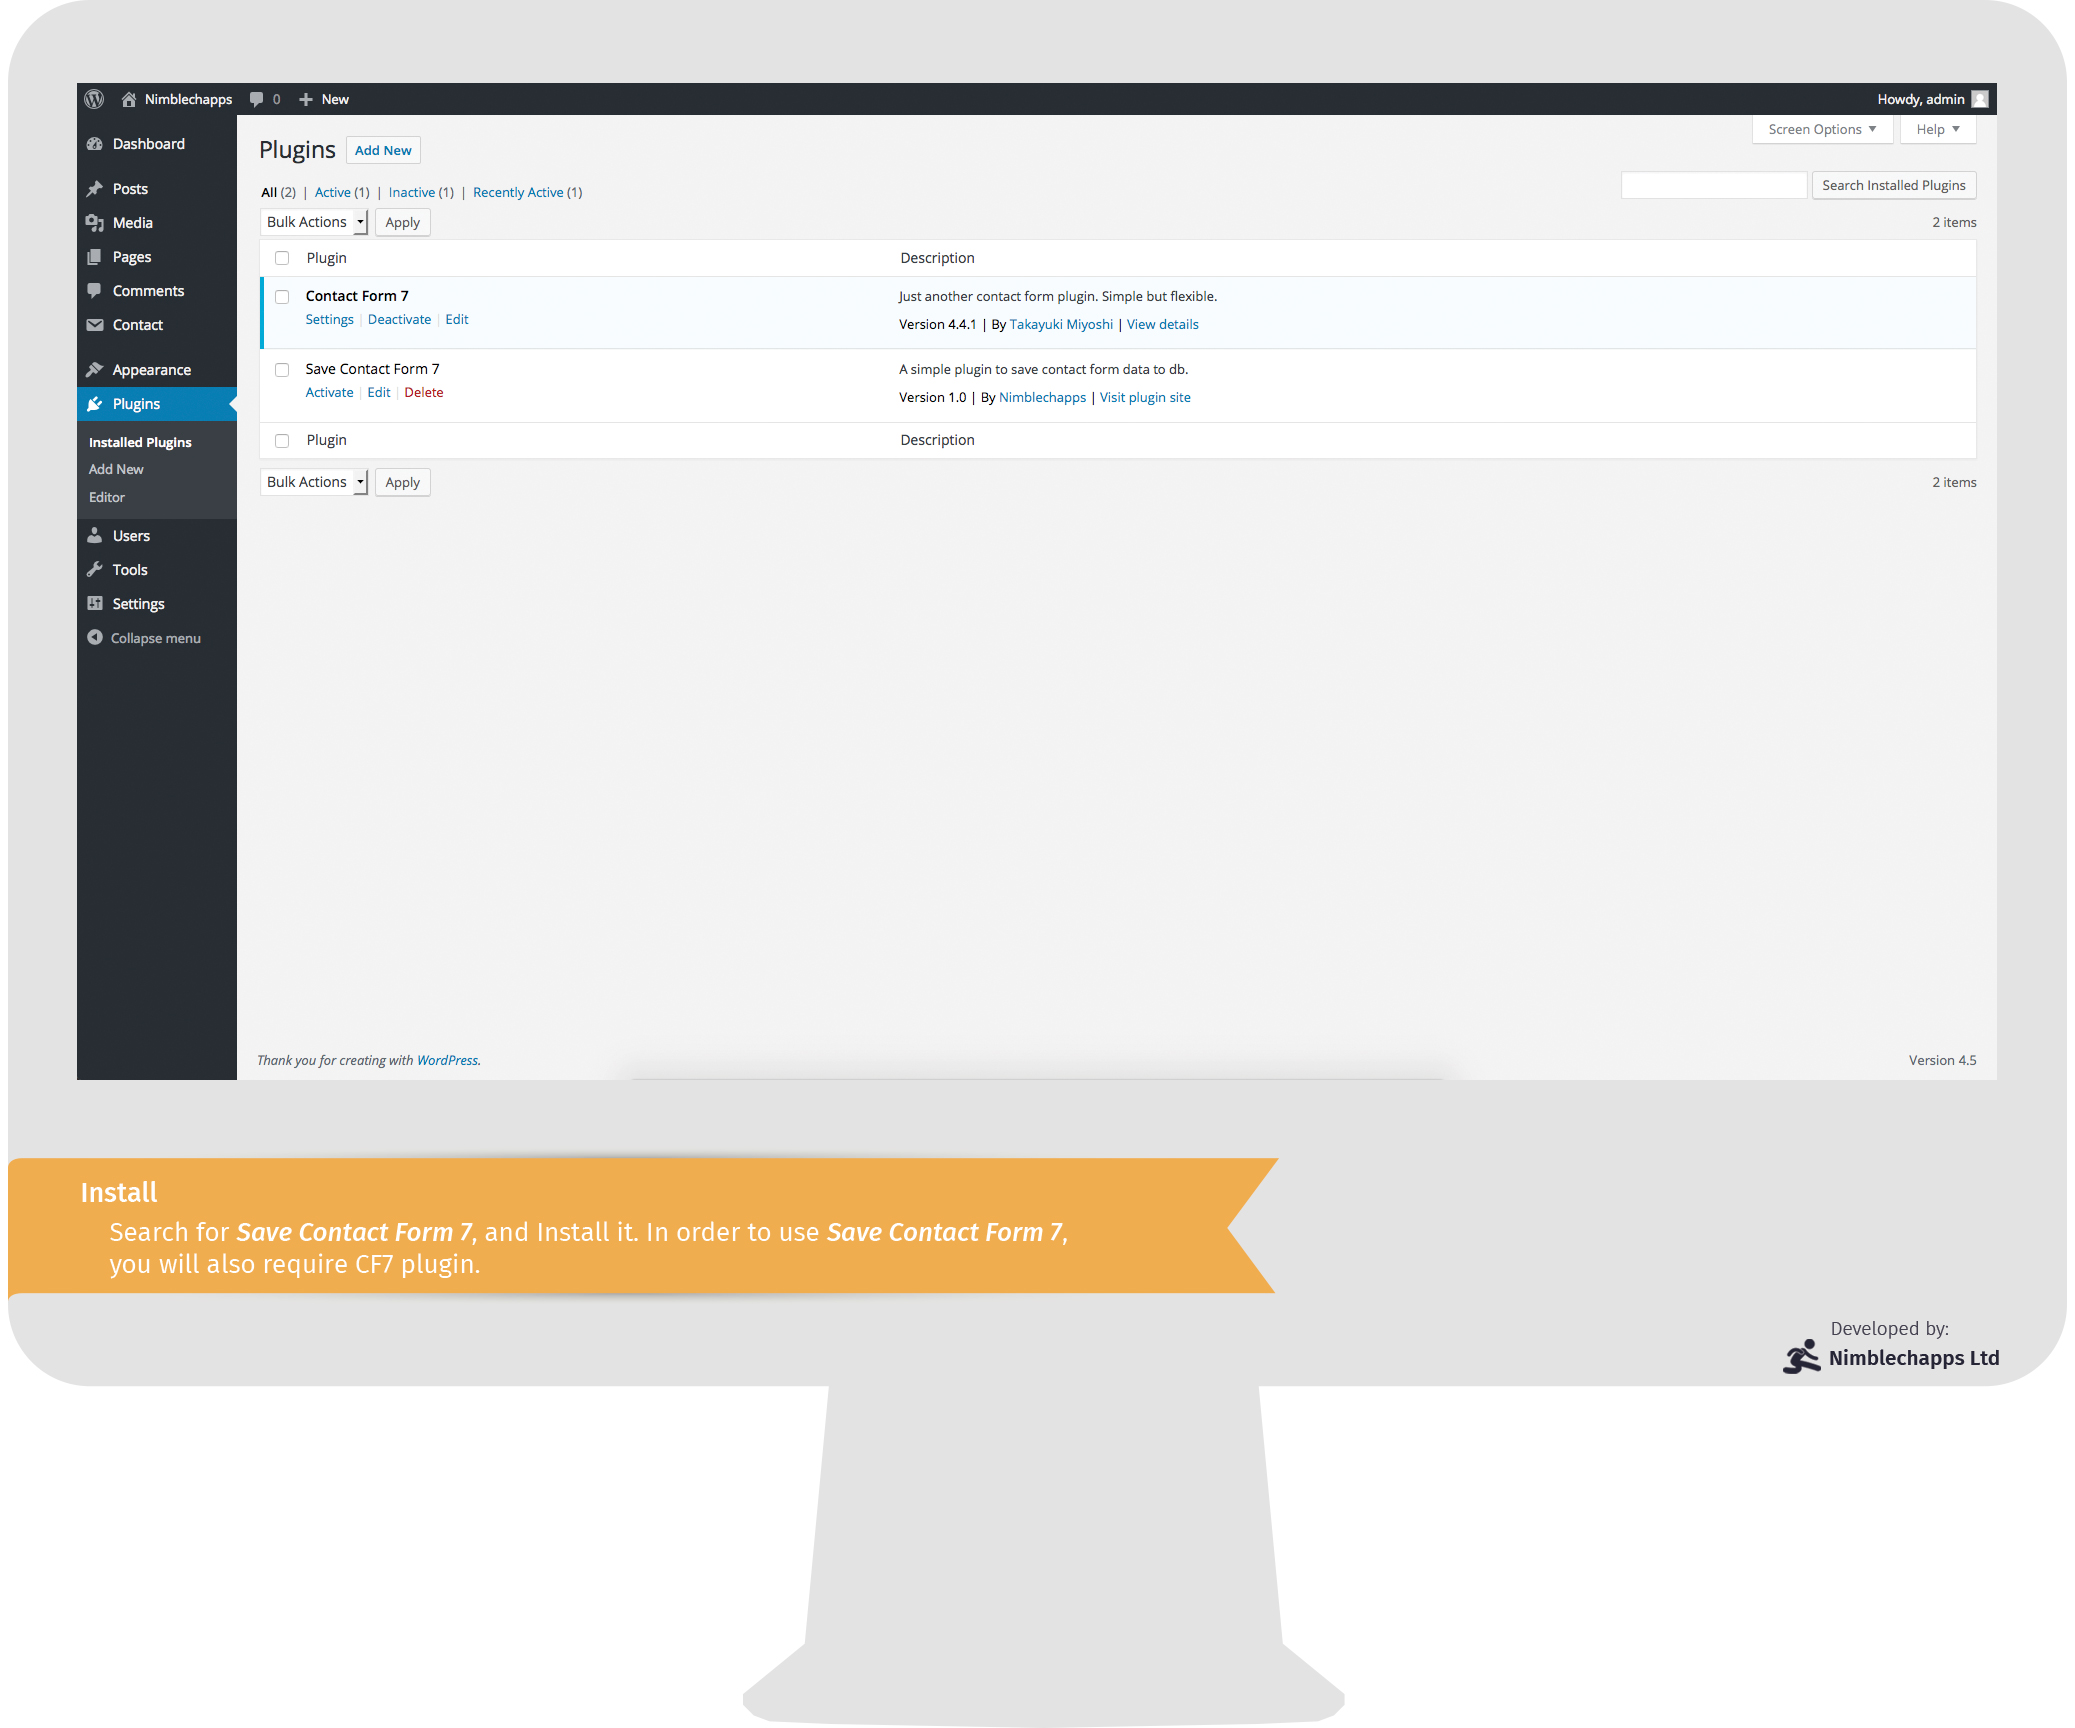 Nimblechapps 0 New Howdy, admin
Screen Options Help
Dashboard
Posts
Media
Pages
Comments
Contact
Appearance
Plugins
Installed Plugins
Add New
Editor
Users
Tools
Settings
Collapse menu
Plugins Add New
All (2) | Active (1) | Inactive (1) | Recently Active (1)
Search Installed Plugins
Bulk Actions Apply 2 items
Plugin Description
Contact Form 7 Just another contact form plugin. Simple but flexible.
Settings | Deactivate | Edit Version 4.4.1 | By Takayuki Miyoshi | View details
Save Contact Form 7 A simple plugin to save contact form data to db.
Activate | Edit | Delete Version 1.0 | By Nimblechapps | Visit plugin site
Plugin Description
Bulk Actions Apply 2 items
Thank you for creating with WordPress. Version 4.5
Install
Search for Save Contact Form 7, and Install it. In order to use Save Contact Form 7,
you will also require CF7 plugin.
Developed by:
Nimblechapps Ltd